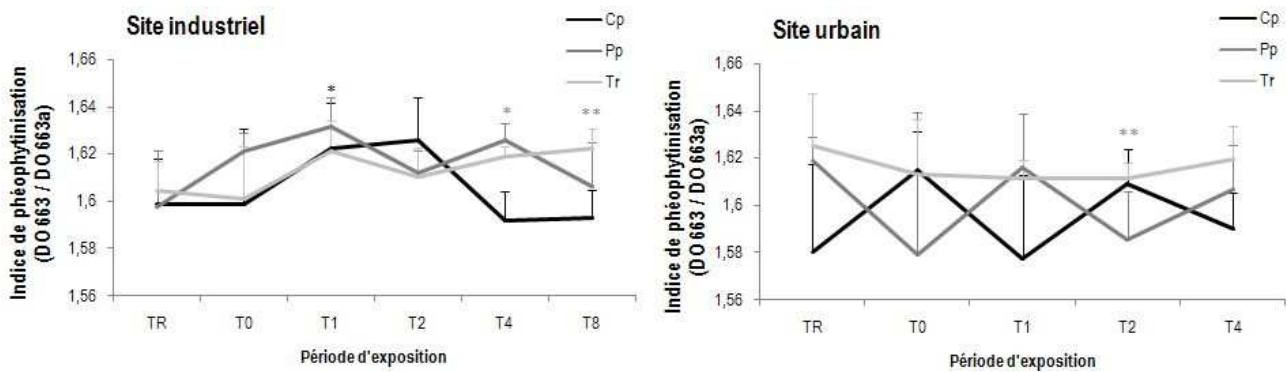 Site industriel
Cp
Pp
Tr
Indice de phéophytinisation
(DO 663 / DO 663a)
1,66
1,64
1,62
1,6
1,58
1,56
*
*
**
TR
T0
T1
T2
T4
T8
Période d'exposition
Site urbain
Cp
Pp
Tr
Indice de phéophytinisation
(DO 663 / DO 663a)
1,66
1,64
1,62
1,6
1,58
1,56
**
TR
T0
T1
T2
T4
Période d'exposition